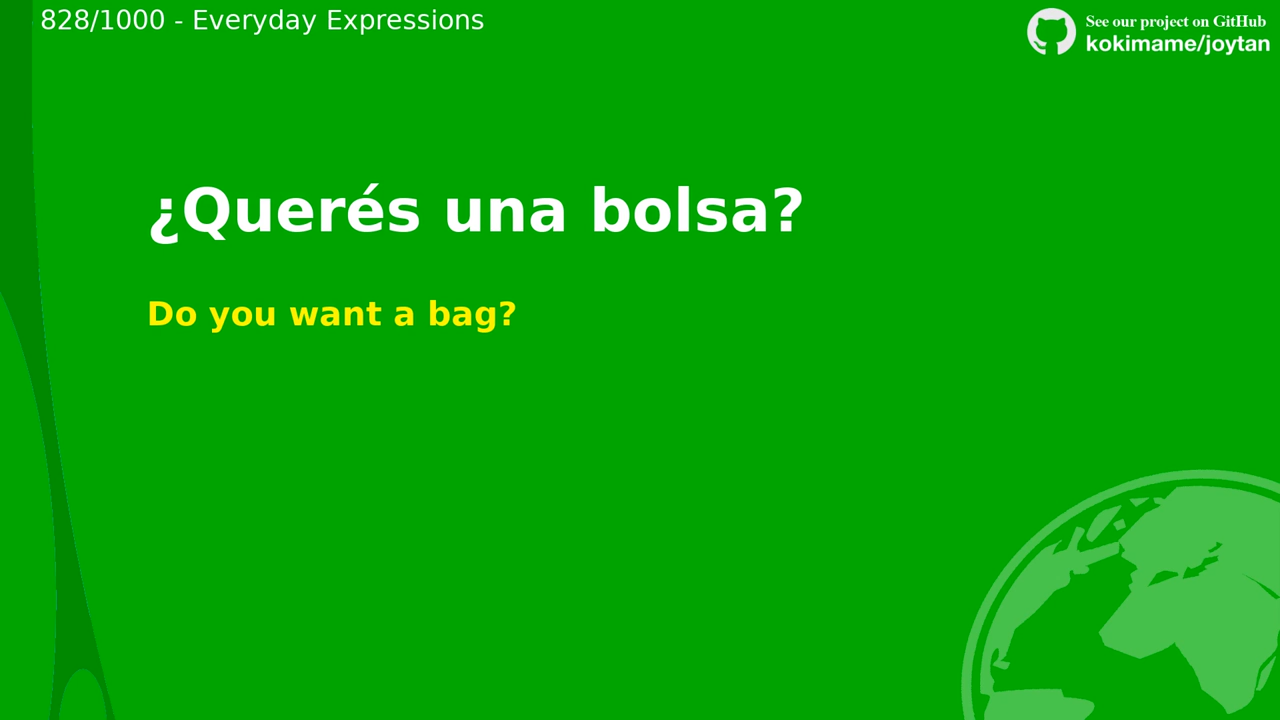 828/1000 - Everyday Expressions
See our project on GitHub
kokimame/joytan
¿Querés una bolsa?
Do you want a bag?